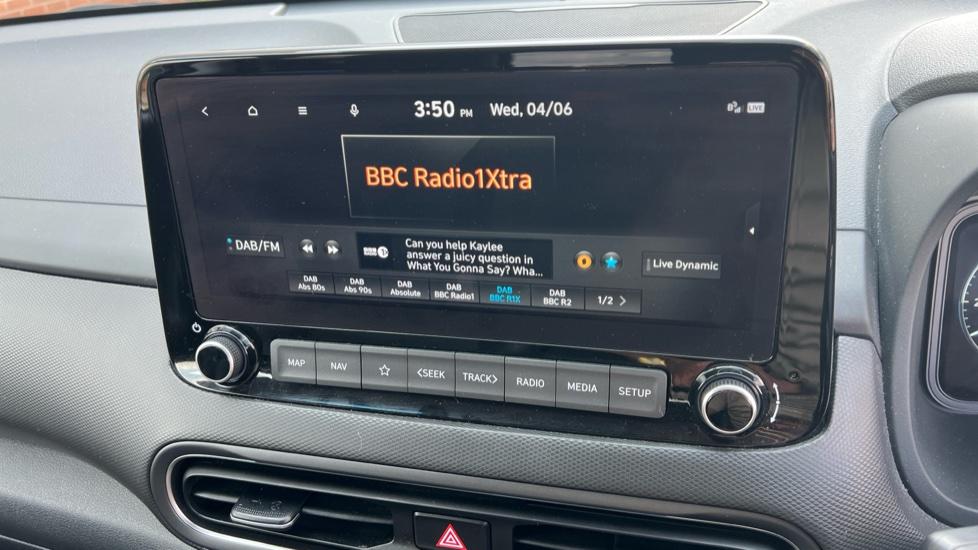 3:50 PM Wed, 04/06
LIVE
BBC Radio1Xtra
DAB/FM
Can you help Kaylee
answer a juicy question in
What You Gonna Say? Wha...
Live Dynamic
DAB
Abs 80s
DAB
Abs 90s
DAB
Absolute
DAB
BBC Radio1
DAB
BBC R1X
DAB
BBC R2
1/2 >
MAP
NAV
<SEEK
TRACK>
RADIO
MEDIA
SETUP